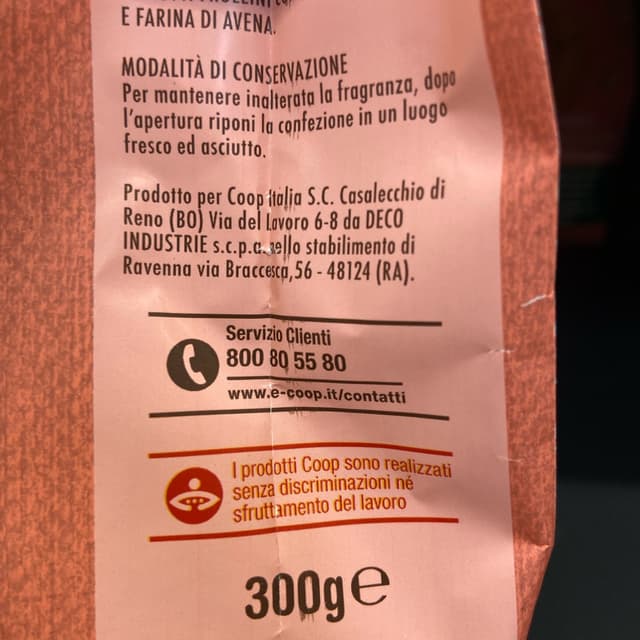 E FARINA DI AVENA.
MODALITÀ DI CONSERVAZIONE
Per mantenere inalterata la fragranza, dopo
l'apertura riponi la confezione in un luogo
fresco ed asciutto.
Prodotto per Coop Italia S.C. Casalecchio di
Reno (BO) Via del Lavoro 6-8 da DECO
INDUSTRIE s.c.p.a. nello stabilimento di
Ravenna via Braccesca,56 - 48124 (RA).
Servizio Clienti
800 80 55 80
www.e-coop.it/contatti
I prodotti Coop sono realizzati
senza discriminazioni né
sfruttamento del lavoro
300g e